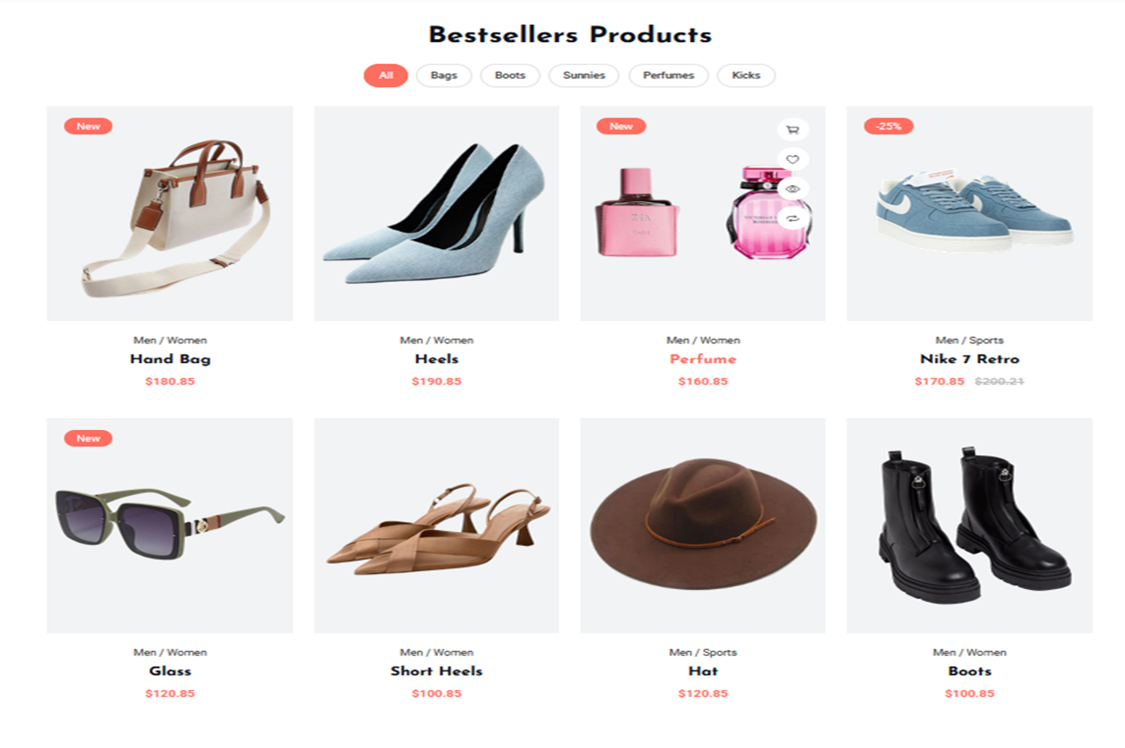 Bestsellers Products
All Bags Boots Sunnies Perfumes Kicks
New
New
-25%
Men / Women
Hand Bag
$180.85
Men / Women
Heels
$190.85
Men / Women
Perfume
$160.85
Men / Sports
Nike 7 Retro
$170.85 $200.21
New
Men / Women
Glass
$120.85
Men / Women
Short Heels
$100.85
Men / Sports
Hat
$120.85
Men / Women
Boots
$100.85